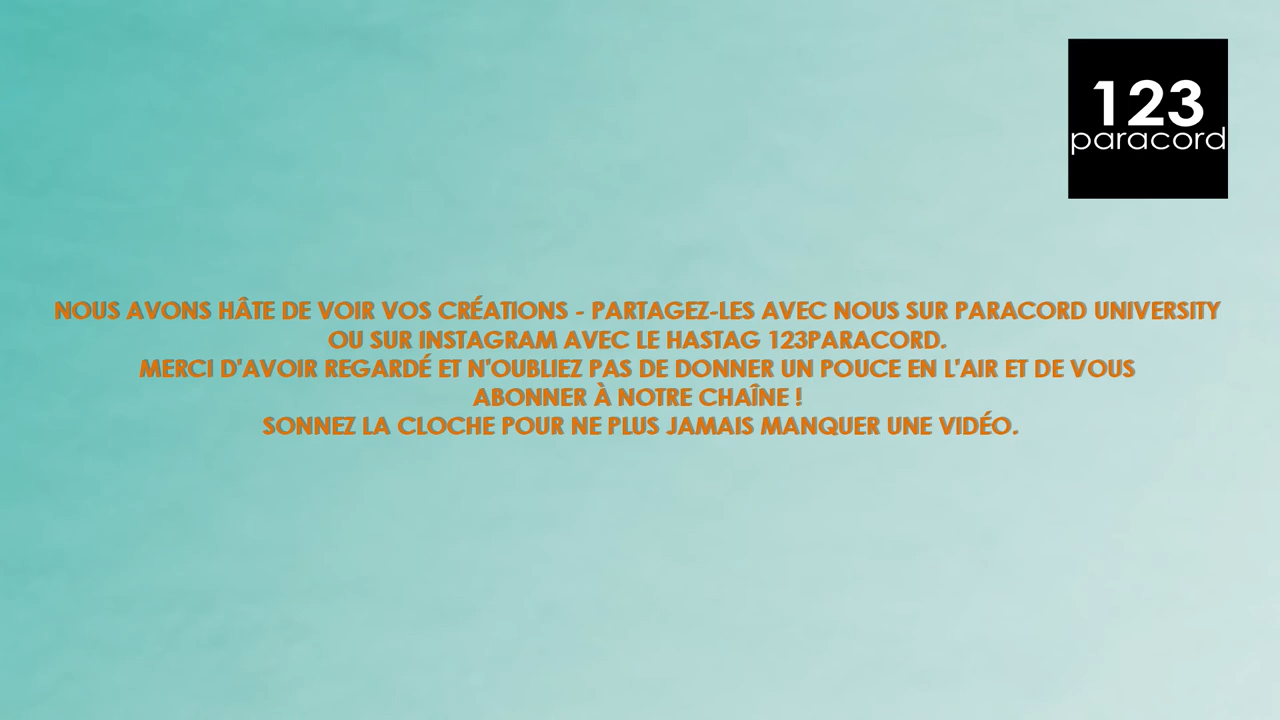 123
paracord
NOUS AVONS HÂTE DE VOIR VOS CRÉATIONS - PARTAGEZ-LES AVEC NOUS SUR PARACORD UNIVERSITY
OU SUR INSTAGRAM AVEC LE HASTAG 123PARACORD.
MERCI D'AVOIR REGARDÉ ET N'OUBLIEZ PAS DE DONNER UN POUCE EN L'AIR ET DE VOUS
ABONNER À NOTRE CHAÎNE !
SONNEZ LA CLOCHE POUR NE PLUS JAMAIS MANQUER UNE VIDÉO.